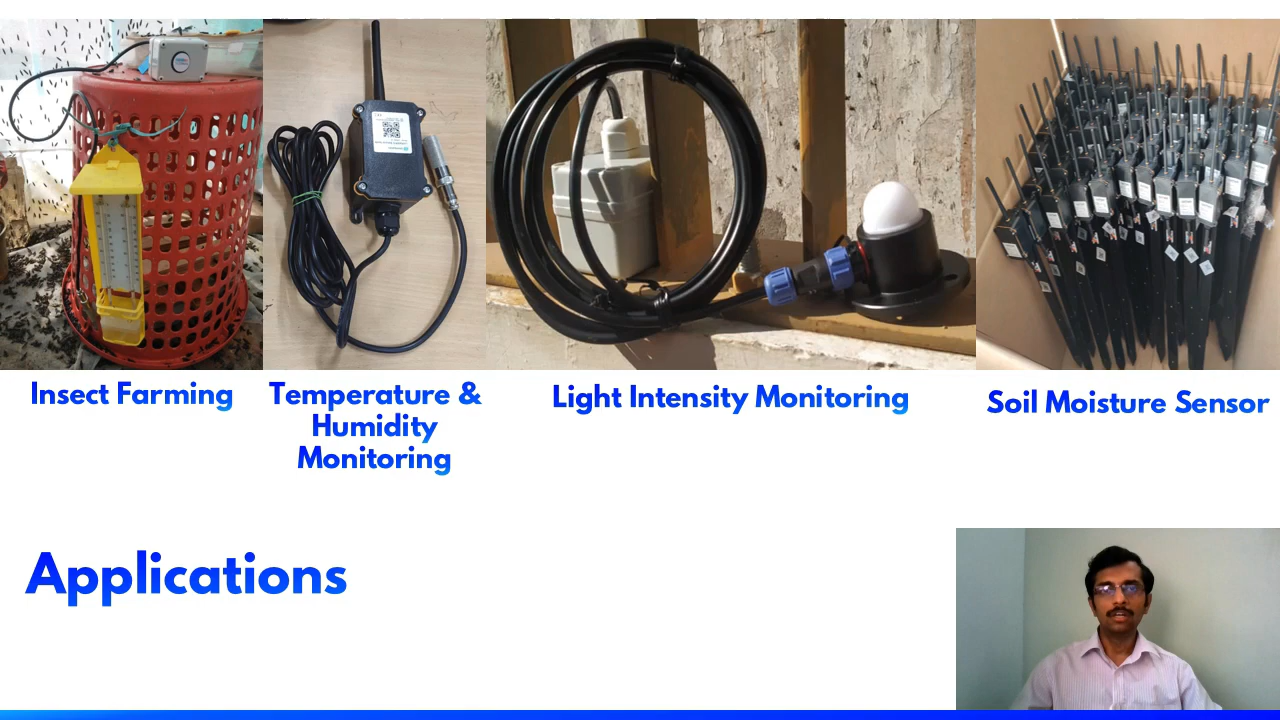 Insect Farming
Temperature &
Humidity
Monitoring
Light Intensity Monitoring
Soil Moisture Sensor
Applications